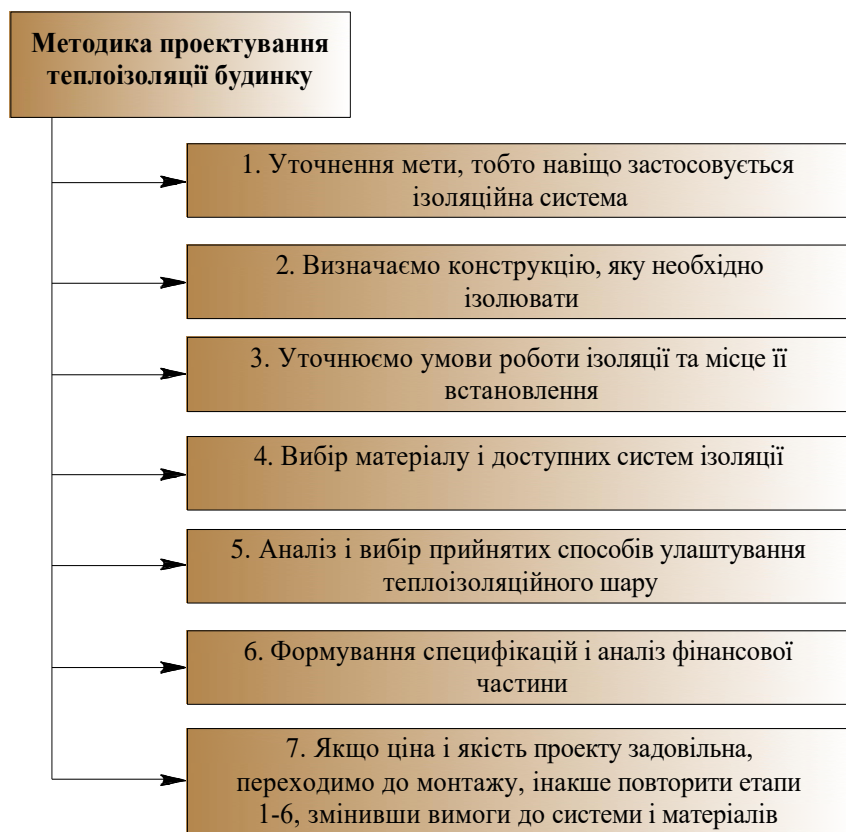 Методика проектування
теплоізоляції будинку
1. Уточнення мети, тобто навіщо застосовується
ізоляційна система
2. Визначаємо конструкцію, яку необхідно
ізолювати
3. Уточнюємо умови роботи ізоляції та місце її
встановлення
4. Вибір матеріалу і доступних систем ізоляції
5. Аналіз і вибір прийнятих способів улаштування
теплоізоляційного шару
6. Формування специфікацій і аналіз фінансової
частини
7. Якщо ціна і якість проекту задовільна,
переходимо до монтажу, інакше повторити етапи
1-6, змінивши вимоги до системи і матеріалів